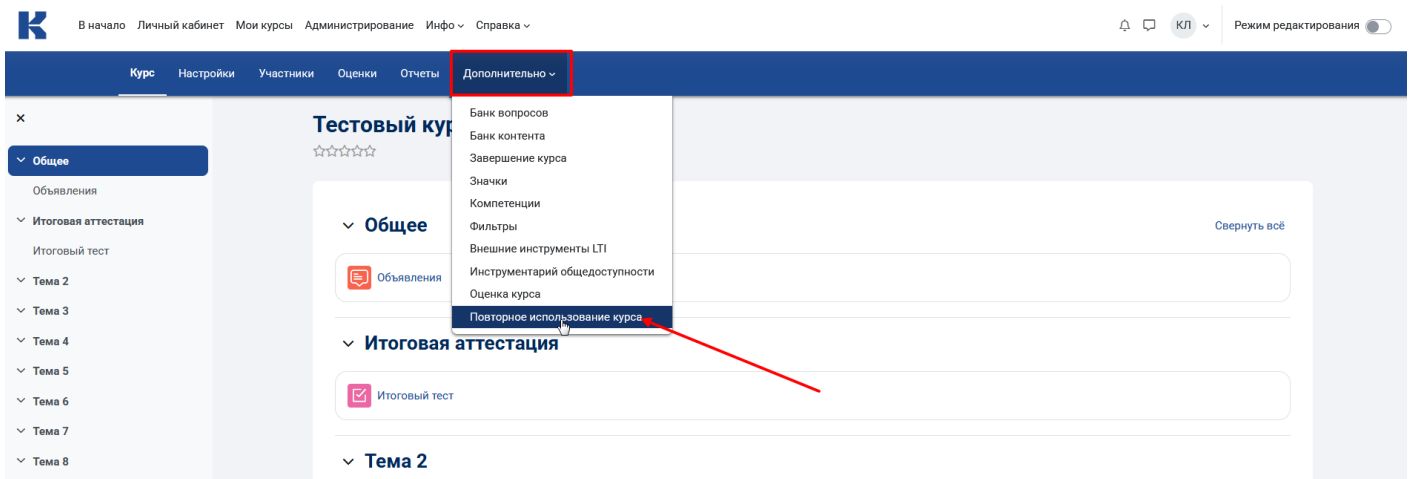 В начало Личный кабинет Мои курсы Администрирование Инфо Справка КЛ Режим редактирования
Курс Настройки Участники Оценки Отчеты Дополнительно
Банк вопросов
Банк контента
Завершение курса
Значки
Компетенции
Фильтры
Внешние инструменты LTI
Инструментарий общедоступности
Оценка курса
Повторное использование курса
Общее
Объявления
Итоговая аттестация
Итоговый тест
Тема 2
Тема 3
Тема 4
Тема 5
Тема 6
Тема 7
Тема 8
Тестовый
Общее Свернуть всё
Объявления
Итоговая аттестация
Итоговый тест
Тема 2